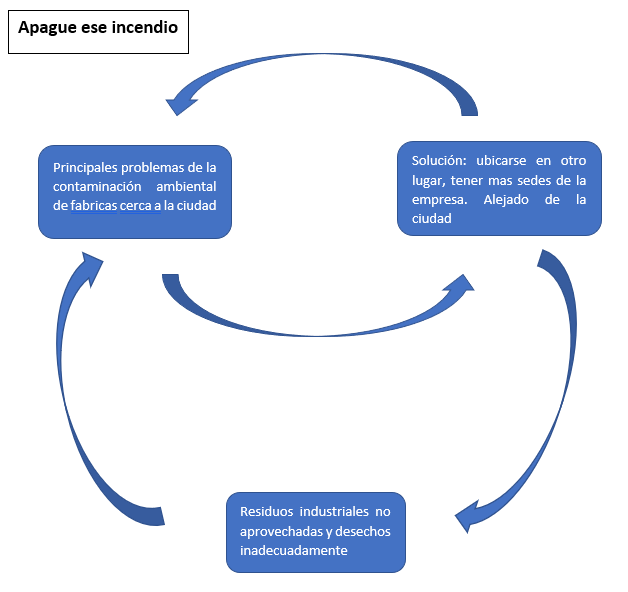 Apague ese incendio
Principales problemas de la
contaminación ambiental
de fabricas cerca a la ciudad
Solución: ubicarse en otro
lugar, tener mas sedes de la
empresa. Alejado de la
ciudad
Residuos industriales no
aprovechadas y desechos
inadecuadamente